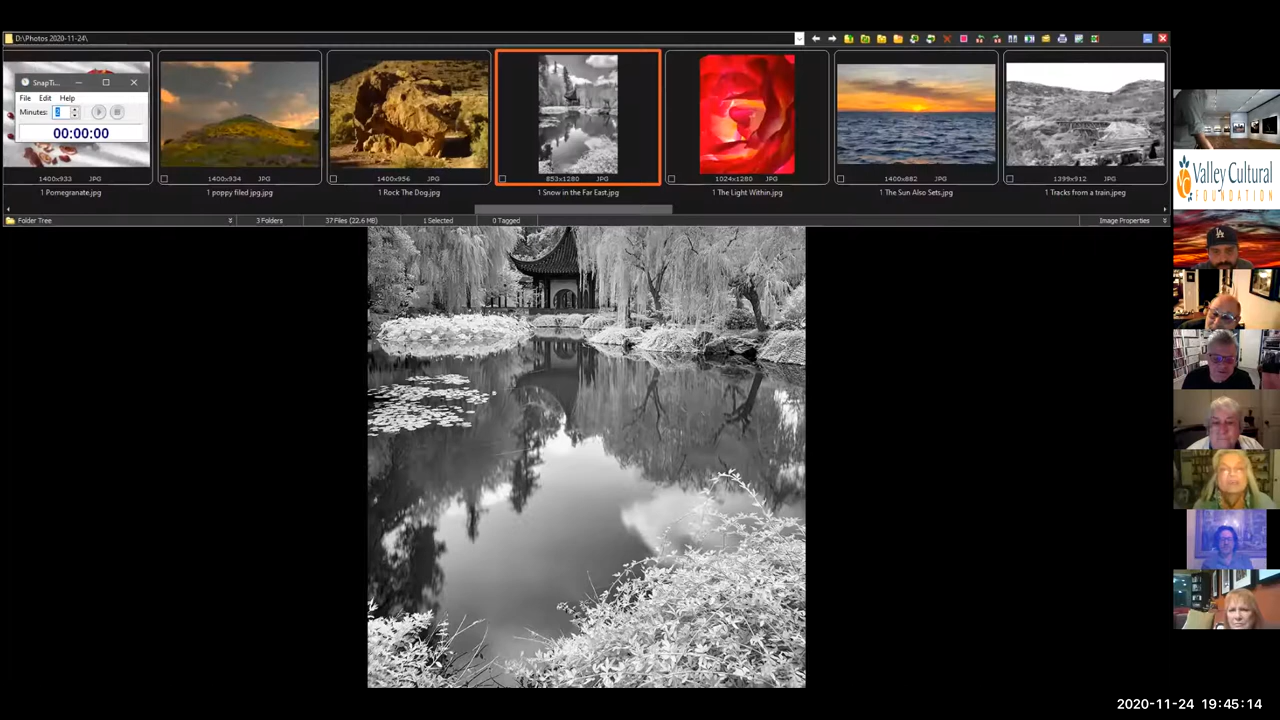 D:\Photos 2020-11-24\
SnapTi...
File Edit Help
Minutes: 2
00:00:00
1400x933 JPG
1400x934 JPG
1400x956 JPG
853x1280 JPG
1024x1280 JPG
1400x882 JPG
1399x912 JPG
1 Pomegranate.jpg
1 poppy filed jpg.jpg
1 Rock The Dog.jpg
1 Snow in the Far East.jpg
1 The Light Within.jpg
1 The Sun Also Sets.jpg
1 Tracks from a train.jpeg
Folder Tree
3 Folders
37 Files (22.6 MB)
1 Selected
0 Tagged
Image Properties
Valley Cultural
FOUNDATION
LA
2020-11-24 19:45:14